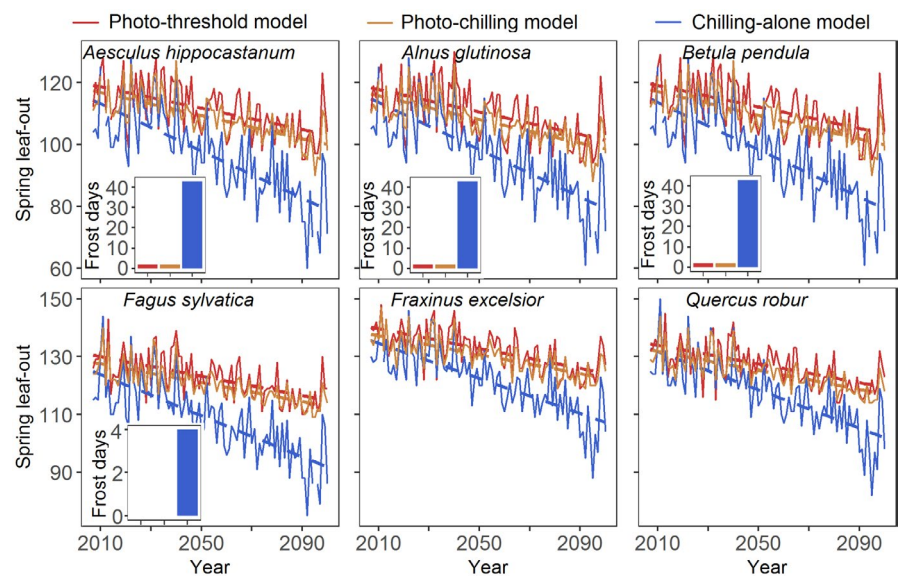 Photo-threshold model Photo-chilling model Chilling-alone model
Aesculus hippocastanum Alnus glutinosa Betula pendula
Spring leaf-out
120
100
80
60
Frost days
40
30
20
10
0
Frost days
40
30
20
10
0
Frost days
40
30
20
10
0
Fagus sylvatica Fraxinus excelsior Quercus robur
Spring leaf-out
150
130
110
90
Frost days
4
2
0
2010 2050 2090 2010 2050 2090 2010 2050 2090
Year Year Year